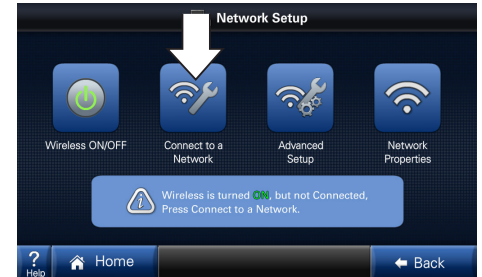 Network Setup
Wireless ON/OFF
Connect to a
Network
Advanced
Setup
Network
Properties
Wireless is turned ON, but not Connected,
Press Connect to a Network.
?
Help
Home
Back